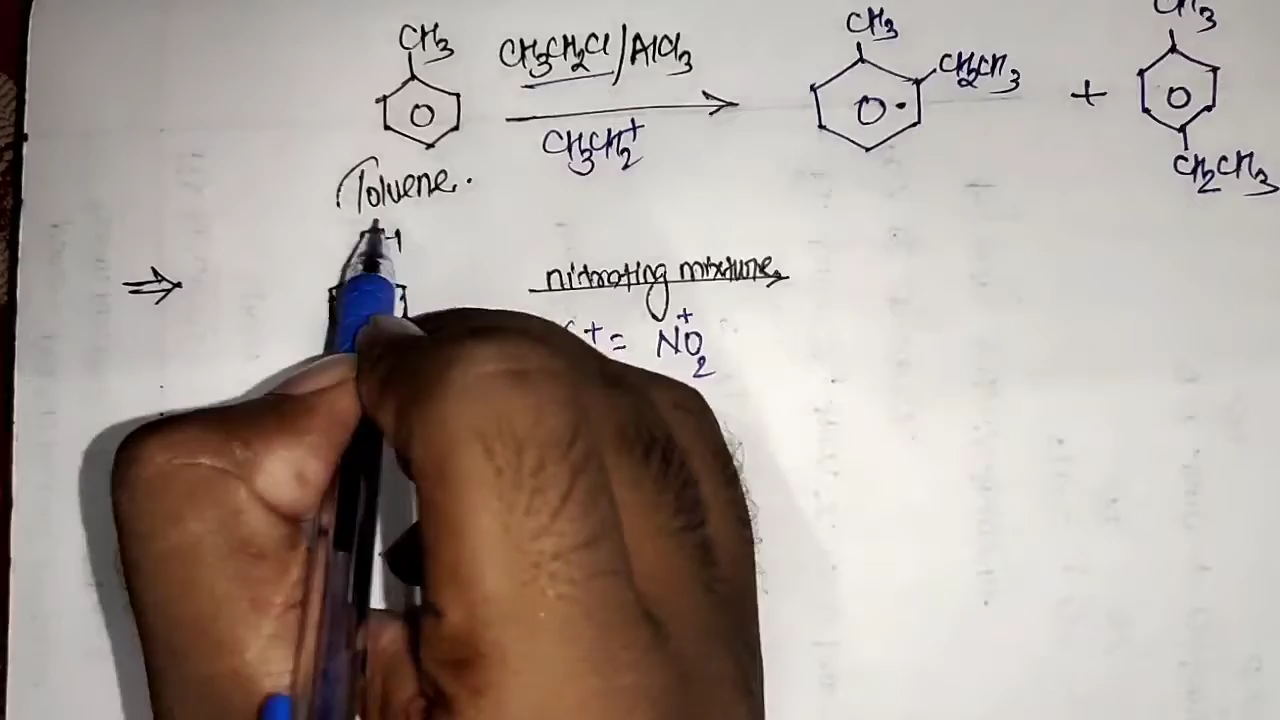 CH3 CH3CH2Cl/AlCl3 CH3 CH3
CH3CH2+ CH2CH3 + CH2CH3
Toluene.
⇒ nitrating mixture
+ = NO2+